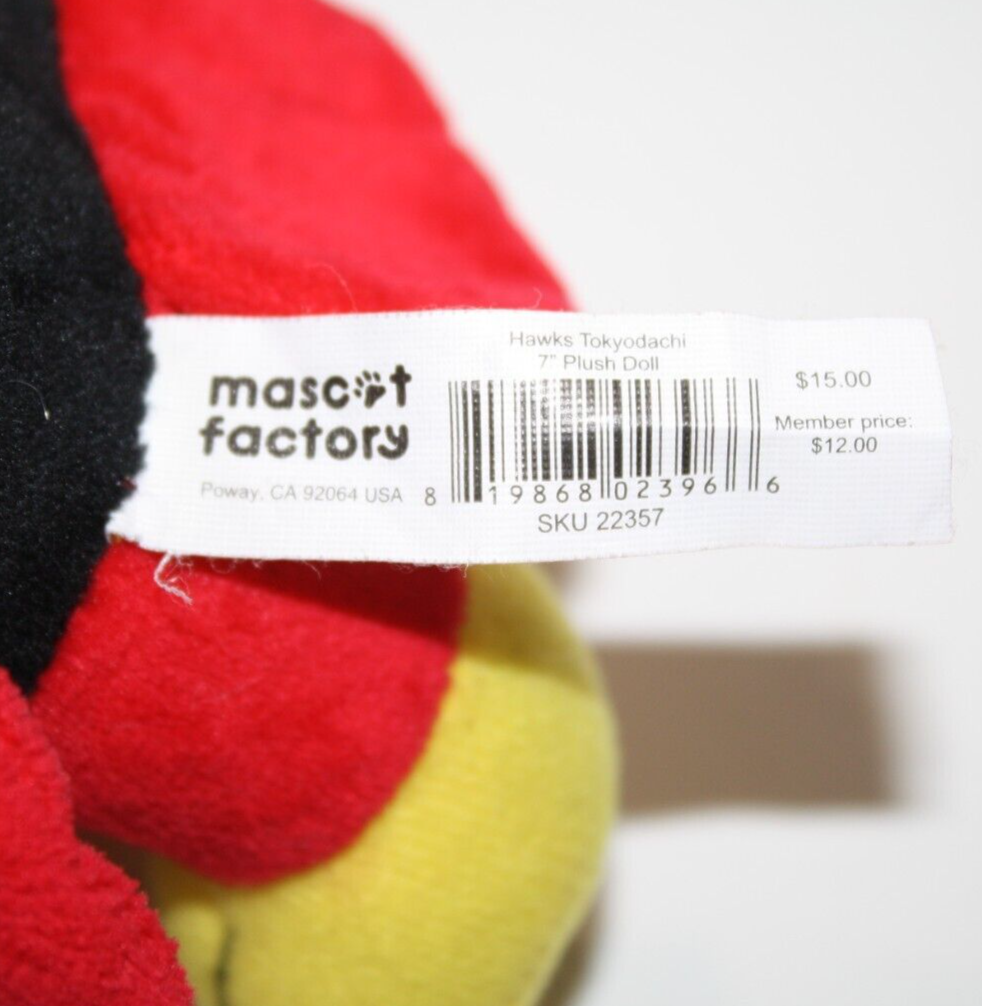 Hawks Tokyodachi
7" Plush Doll
mascot
factory
Poway, CA 92064 USA
8 19868 02396 6
SKU 22357
$15.00
Member price:
$12.00